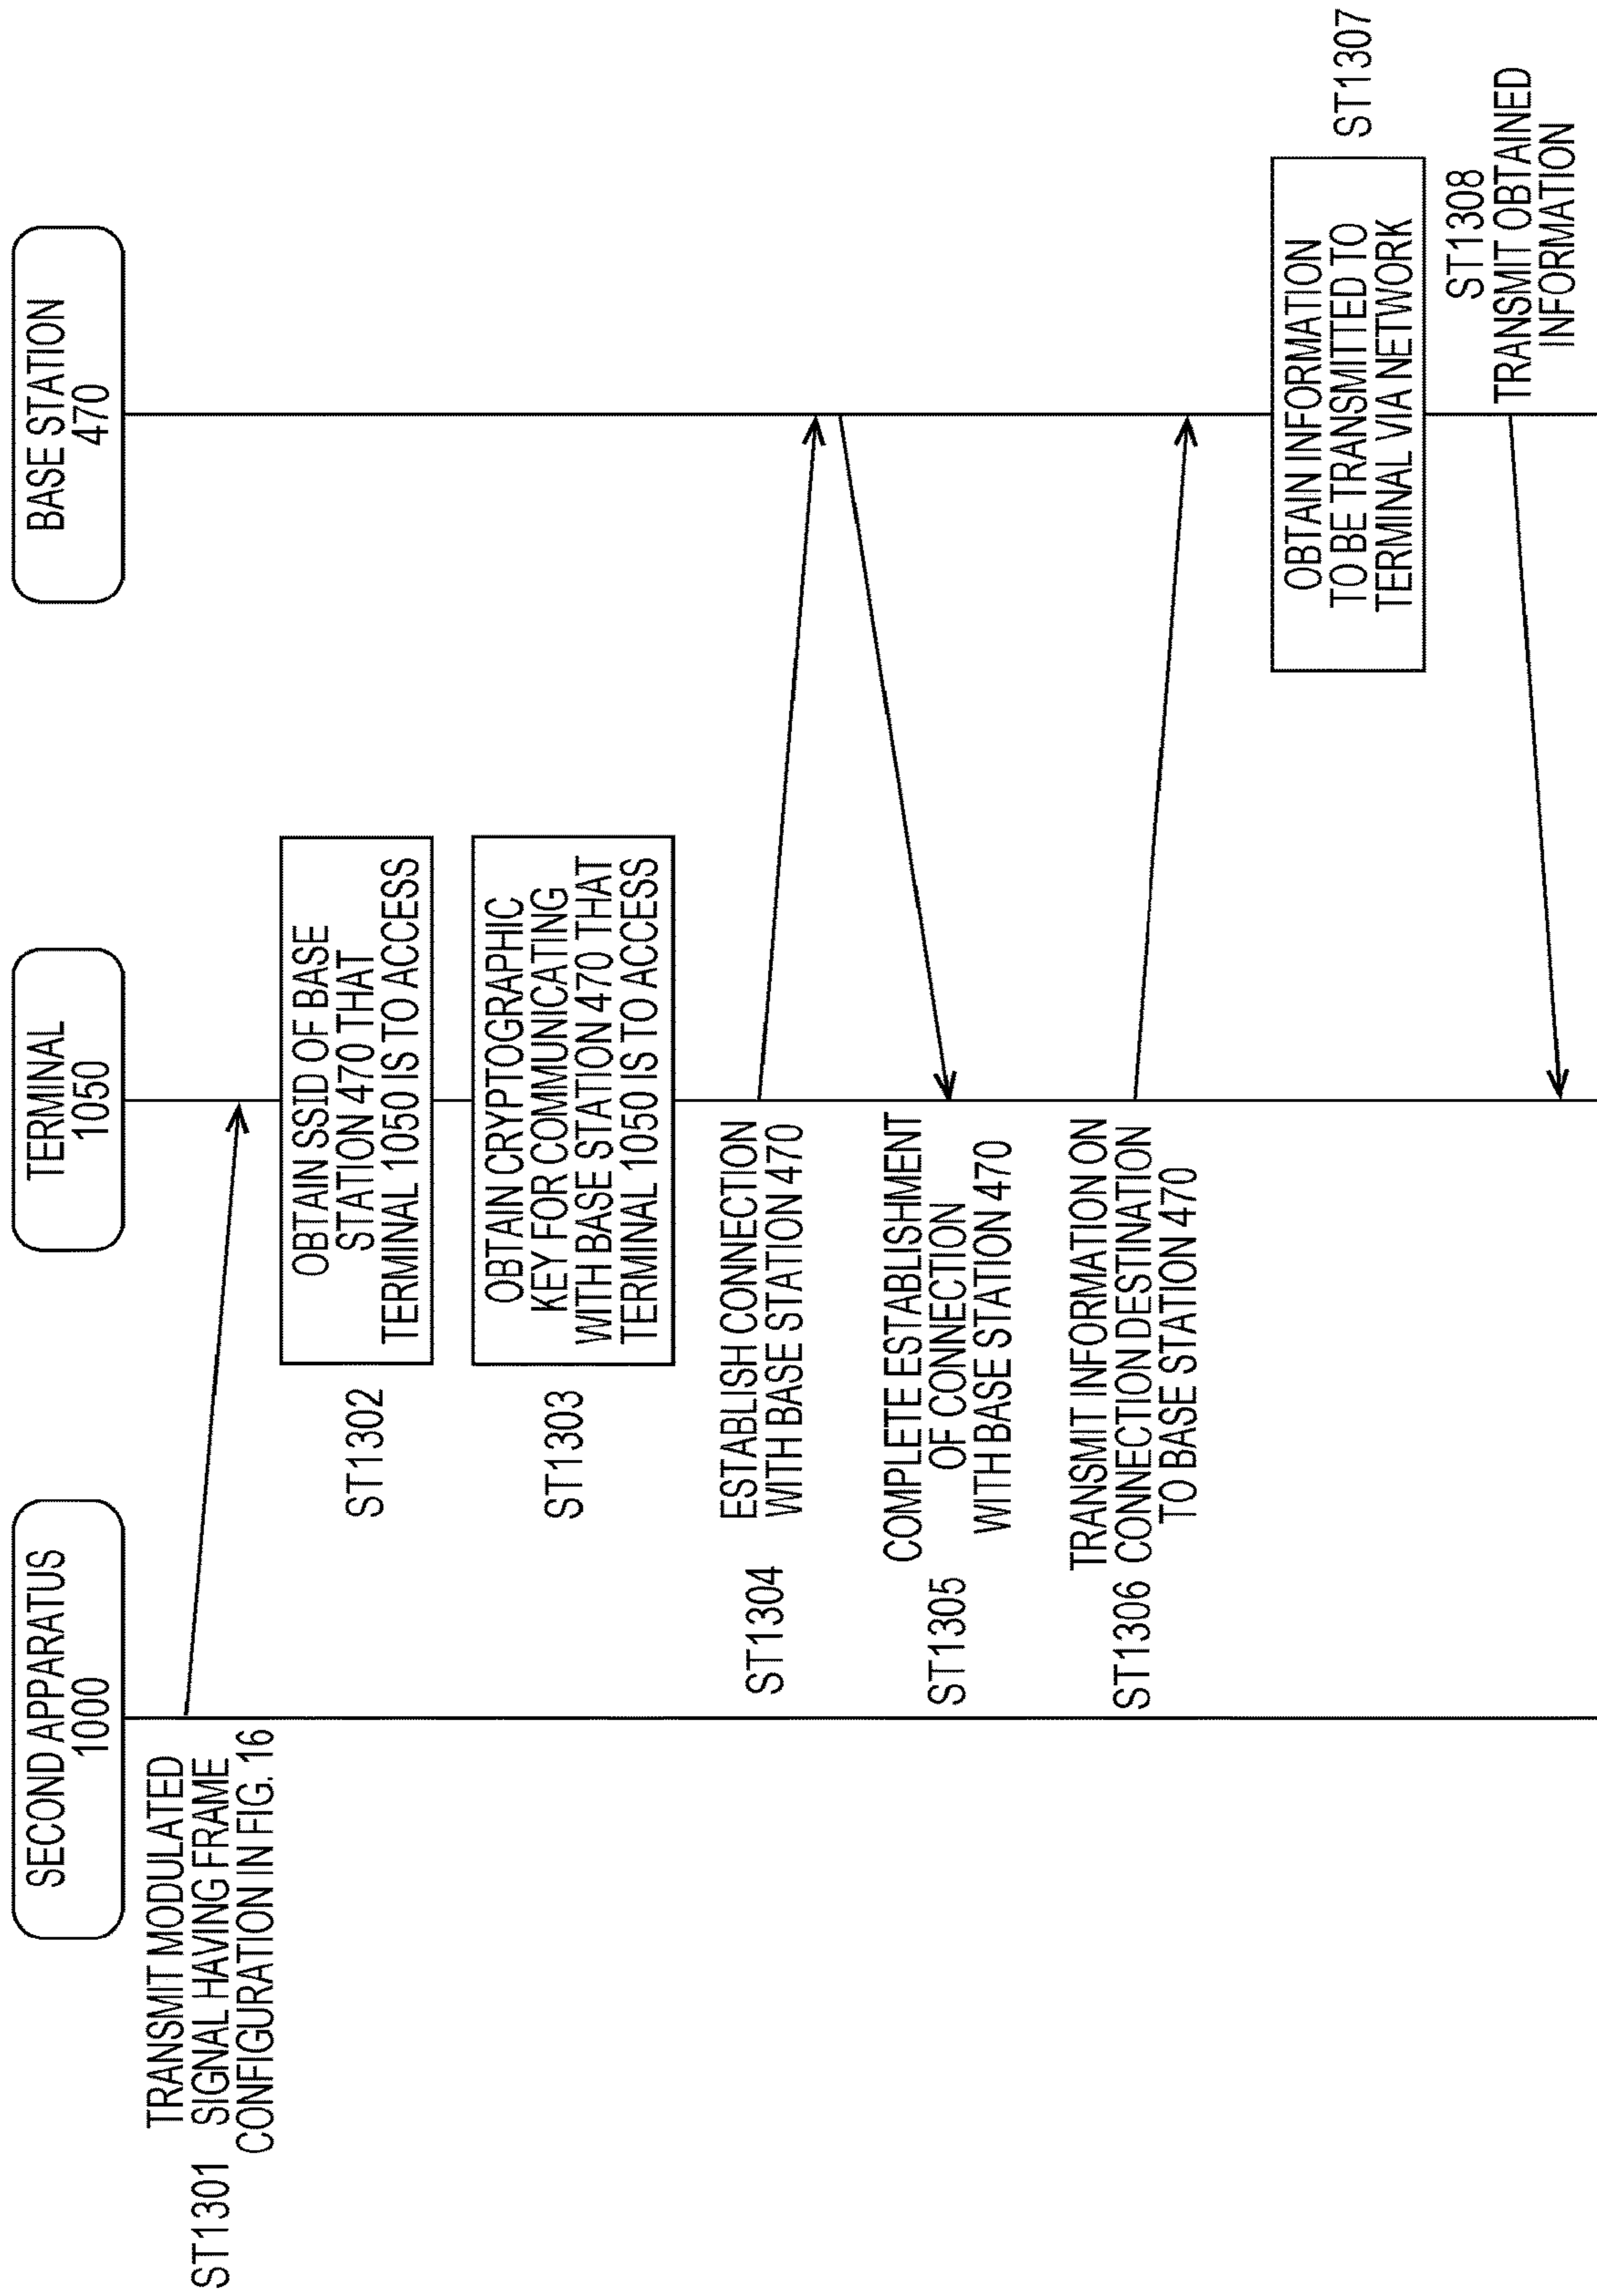 SECOND APPARATUS
1000
TERMINAL
1050
BASE STATION
470
ST1301
TRANSMIT MODULATED
SIGNAL HAVING FRAME
CONFIGURATION IN FIG. 16
ST1302
OBTAIN SSID OF BASE
STATION 470 THAT
TERMINAL 1050 IS TO ACCESS
ST1303
OBTAIN CRYPTOGRAPHIC
KEY FOR COMMUNICATING
WITH BASE STATION 470 THAT
TERMINAL 1050 IS TO ACCESS
ST1304
ESTABLISH CONNECTION
WITH BASE STATION 470
ST1305
COMPLETE ESTABLISHMENT
OF CONNECTION
WITH BASE STATION 470
ST1306
TRANSMIT INFORMATION ON
CONNECTION DESTINATION
TO BASE STATION 470
OBTAIN INFORMATION
TO BE TRANSMITTED TO
TERMINAL VIA NETWORK
ST1307
ST1308
TRANSMIT OBTAINED
INFORMATION